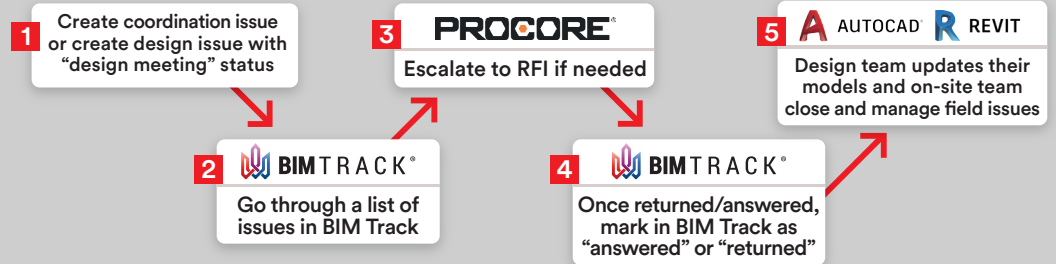 1
Create coordination issue
or create design issue with
“design meeting” status
2
BIMTRACK®
Go through a list of
issues in BIM Track
3
PROCORE®
Escalate to RFI if needed
4
BIMTRACK®
Once returned/answered,
mark in BIM Track as
“answered” or “returned”
5
A AUTOCAD® R REVIT
Design team updates their
models and on-site team
close and manage field issues